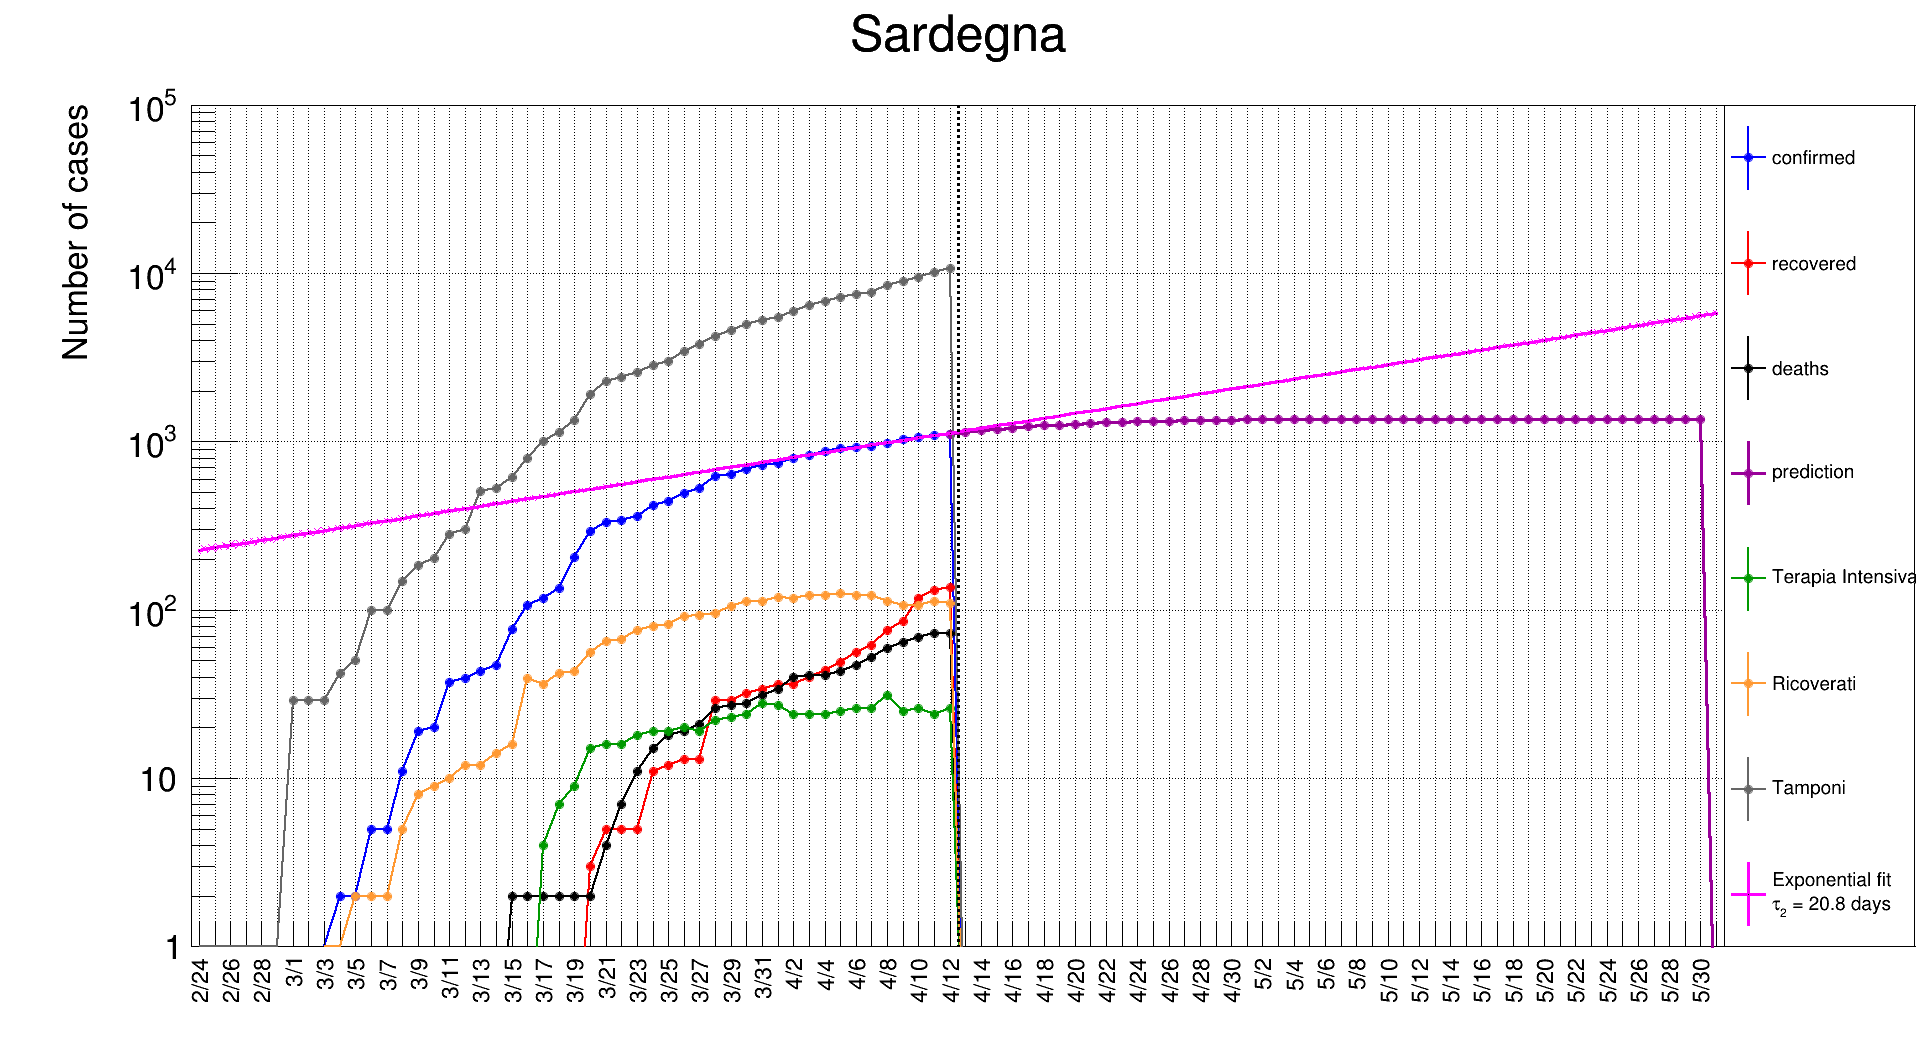 Sardegna
Number of cases
10^5
10^4
10^3
10^2
10
1
2/24 2/26 2/28 3/1 3/3 3/5 3/7 3/9 3/11 3/13 3/15 3/17 3/19 3/21 3/23 3/25 3/27 3/29 3/31 4/2 4/4 4/6 4/8 4/10 4/12 4/14 4/16 4/18 4/20 4/22 4/24 4/26 4/28 4/30 5/2 5/4 5/6 5/8 5/10 5/12 5/14 5/16 5/18 5/20 5/22 5/24 5/26 5/28 5/30
confirmed
recovered
deaths
prediction
Terapia Intensiva
Ricoverati
Tamponi
Exponential fit
τ_2 = 20.8 days